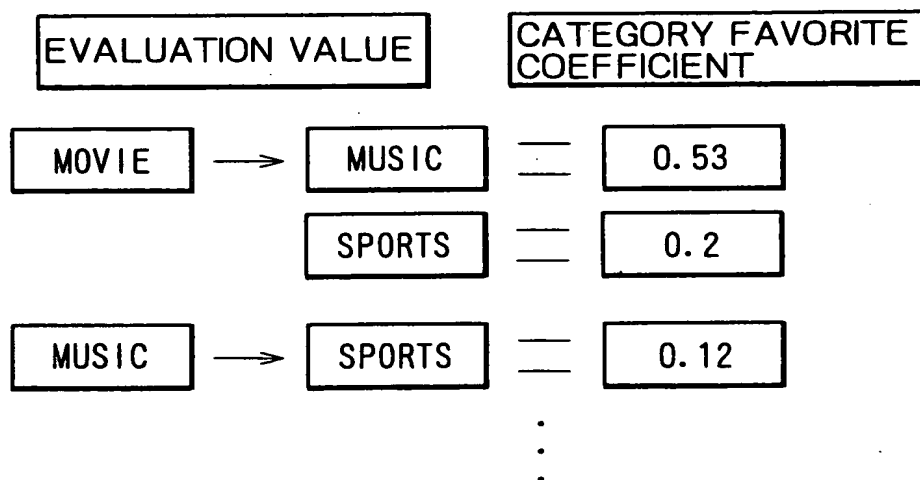 EVALUATION VALUE
CATEGORY FAVORITE
COEFFICIENT
MOVIE → MUSIC = 0.53
SPORTS = 0.2
MUSIC → SPORTS = 0.12